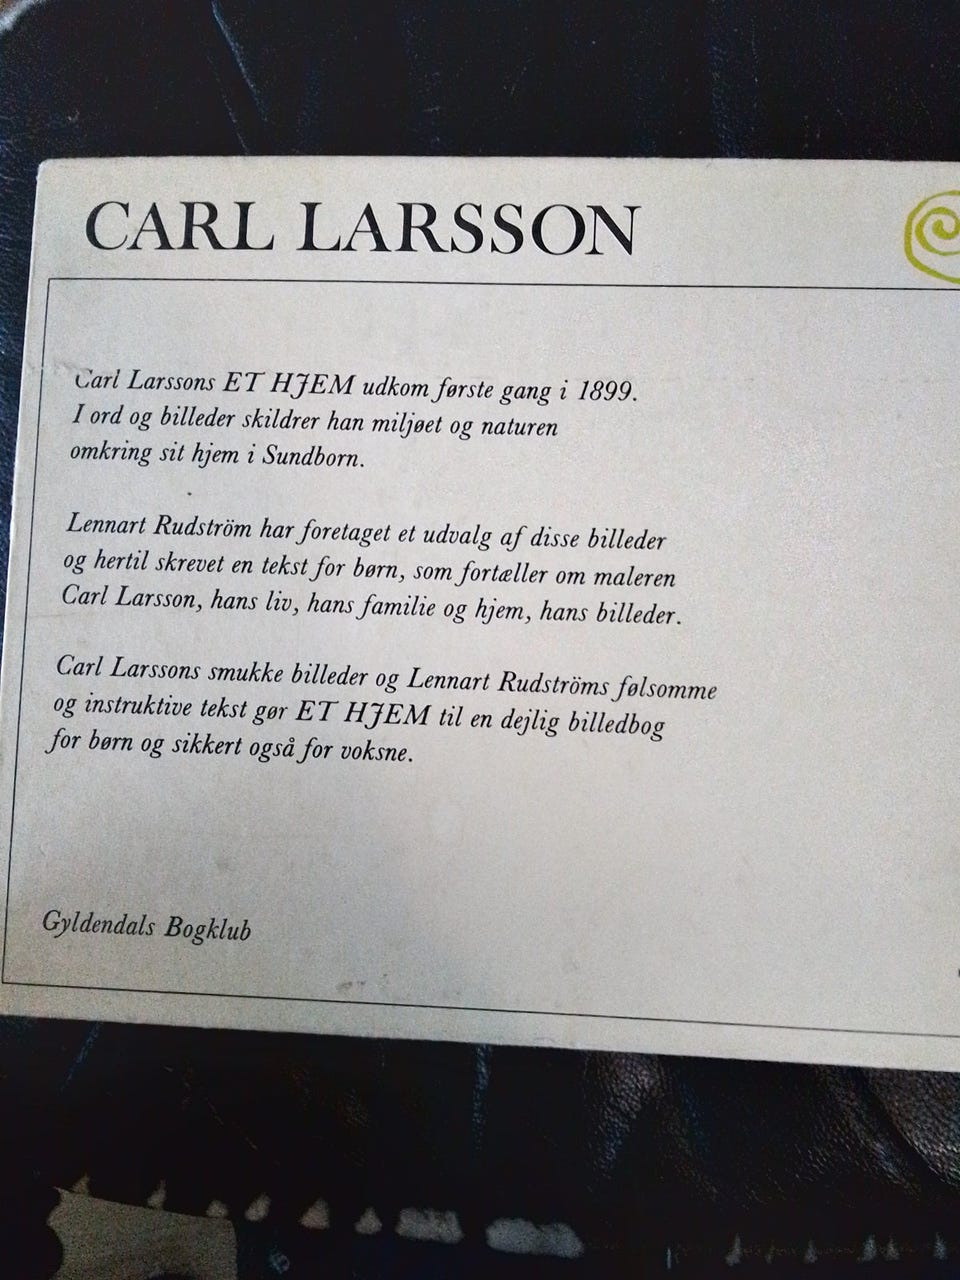 CARL LARSSON
Carl Larssons ET HJEM udkom første gang i 1899.
I ord og billeder skildrer han miljøet og naturen
omkring sit hjem i Sundborn.
Lennart Rudström har foretaget et udvalg af disse billeder
og hertil skrevet en tekst for børn, som fortæller om maleren
Carl Larsson, hans liv, hans familie og hjem, hans billeder.
Carl Larssons smukke billeder og Lennart Rudströms følsomme
og instruktive tekst gør ET HJEM til en dejlig billedbog
for børn og sikkert også for voksne.
Gyldendals Bogklub